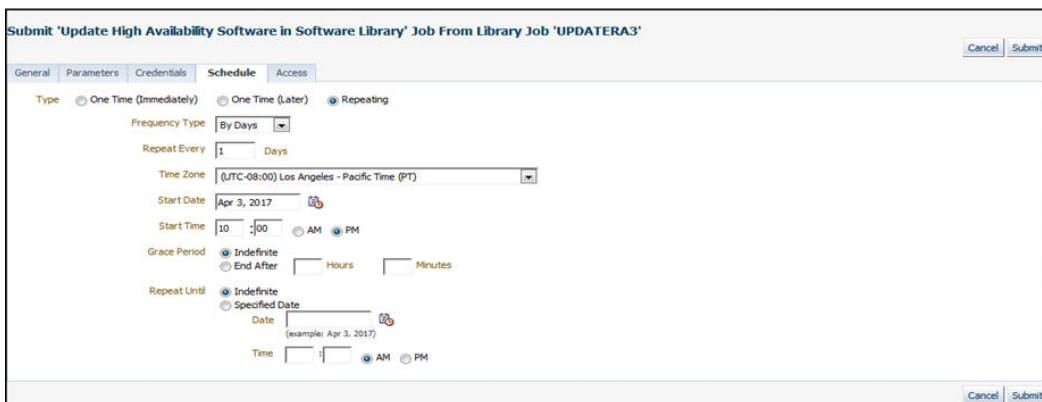 Submit 'Update High Availability Software in Software Library' Job From Library Job 'UPDATERA3'
Cancel Submit
General Parameters Credentials Schedule Access
Type One Time (Immediately) One Time (Later) Repeating
Frequency Type By Days
Repeat Every 1 Days
Time Zone (UTC-08:00) Los Angeles - Pacific Time (PT)
Start Date Apr 3, 2017
Start Time 10 :00 AM PM
Grace Period Indefinite
End After Hours Minutes
Repeat Until Indefinite
Specified Date
Date
(example: Apr 3, 2017)
Time : AM PM
Cancel Submit